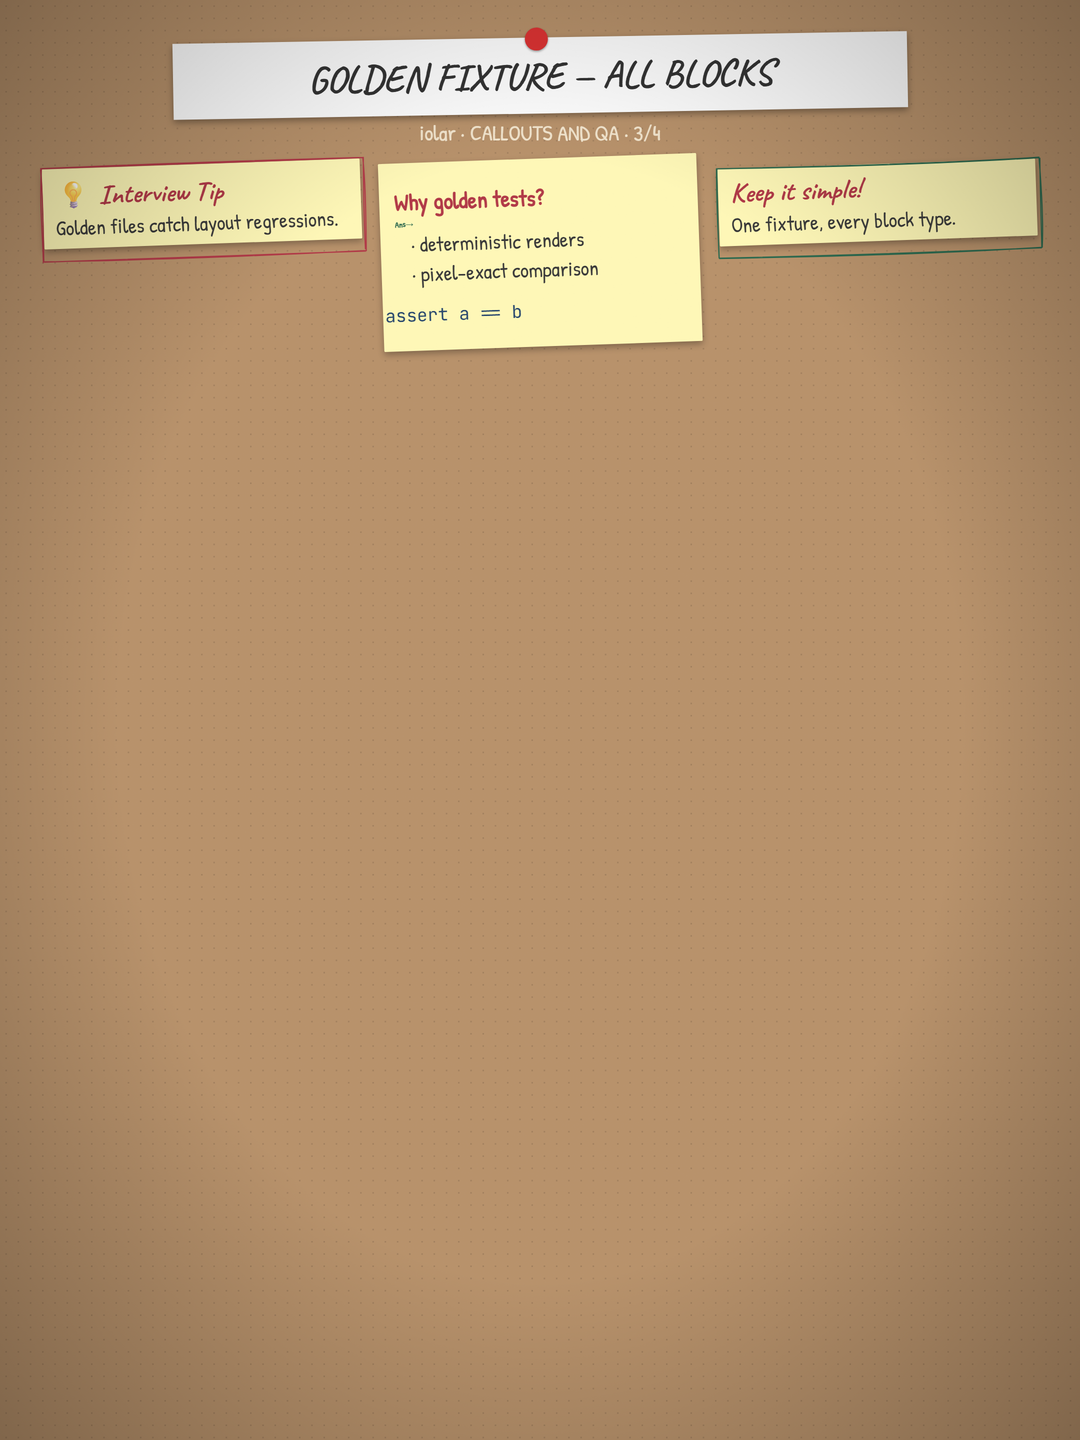 GOLDEN FIXTURE — ALL BLOCKS
iolar · CALLOUTS AND QA · 3/4
Interview Tip
Golden files catch layout regressions.
Why golden tests?
Ans→
· deterministic renders
· pixel-exact comparison
assert a == b
Keep it simple!
One fixture, every block type.